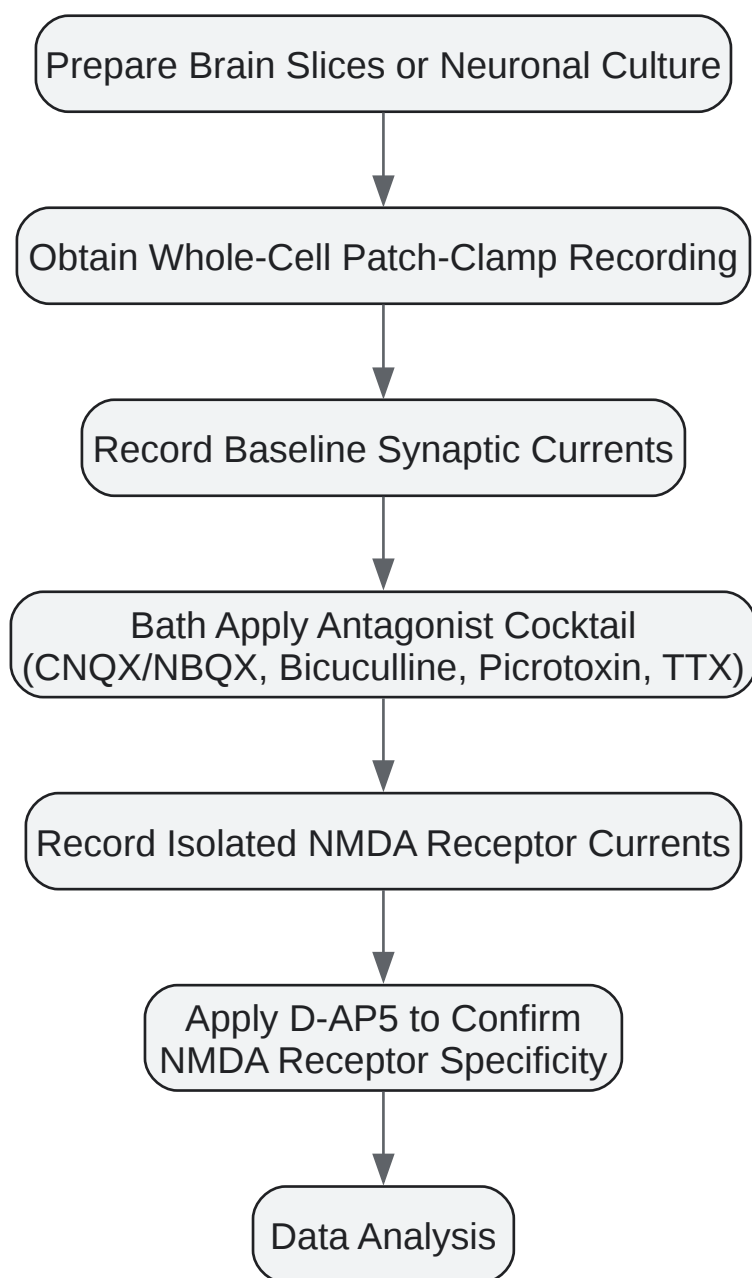 Prepare Brain Slices or Neuronal Culture
Obtain Whole-Cell Patch-Clamp Recording
Record Baseline Synaptic Currents
Bath Apply Antagonist Cocktail
(CNQX/NBQX, Bicuculline, Picrotoxin, TTX)
Record Isolated NMDA Receptor Currents
Apply D-AP5 to Confirm
NMDA Receptor Specificity
Data Analysis